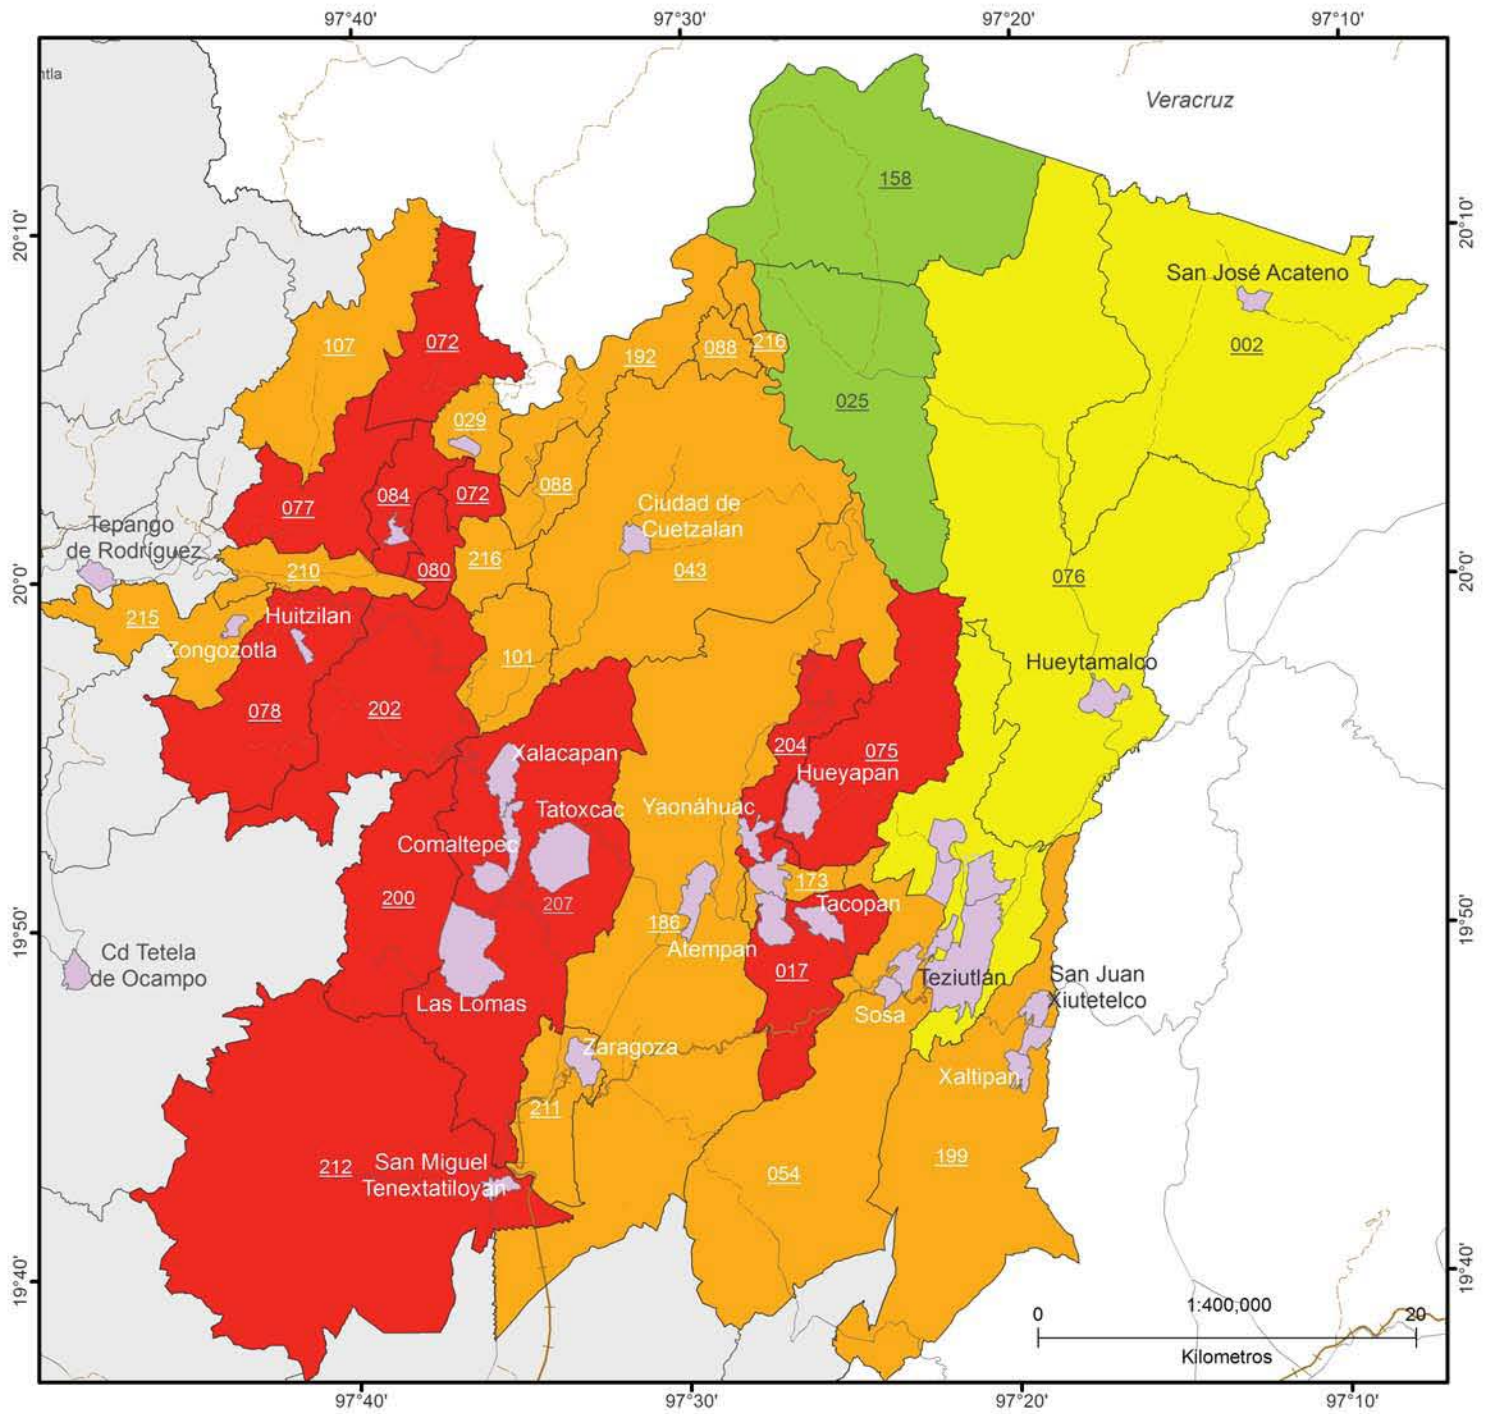 97°40'
97°30'
97°20'
97°10'
ntla
Veracruz
158
20°10'
20°10'
San José Acateno
107
072
192
088
216
002
025
029
088
077
084
072
Ciudad de
Cuetzalan
Tepango
de Rodríguez
216
210
080
043
076
20°0'
20°0'
215
Huitzilan
Zongozotla
101
Hueytamalco
078
202
204
075
Xalacapan
Hueyapan
Tatoxcac
Yaonáhuac
Comaltepec
173
200
207
Tacopan
186
19°50'
19°50'
Atempan
Cd Tetela
de Ocampo
017
Teziutlán
San Juan
Xiutetelco
Las Lomas
Sosa
Zaragoza
Xaltipan
211
212
San Miguel
Tenextatiloyan
054
199
19°40'
19°40'
0
1:400,000
20
Kilometros
97°40'
97°30'
97°20'
97°10'